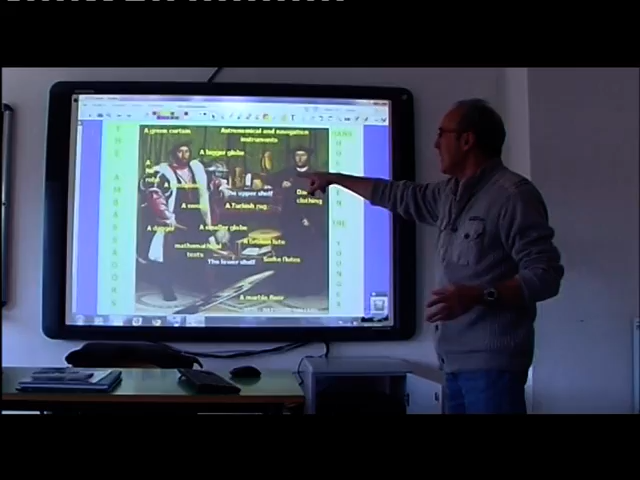 THE AMBASSADORS
A green curtain
Astronomical and navigation
instruments
A bigger globe
The upper shelf
clothing
A Turkish rug
A dagger
A smaller globe
A broken lute
mathematical
texts
The lower shelf
flutes
A marble floor
HANS HOLBEIN THE YOUNGER